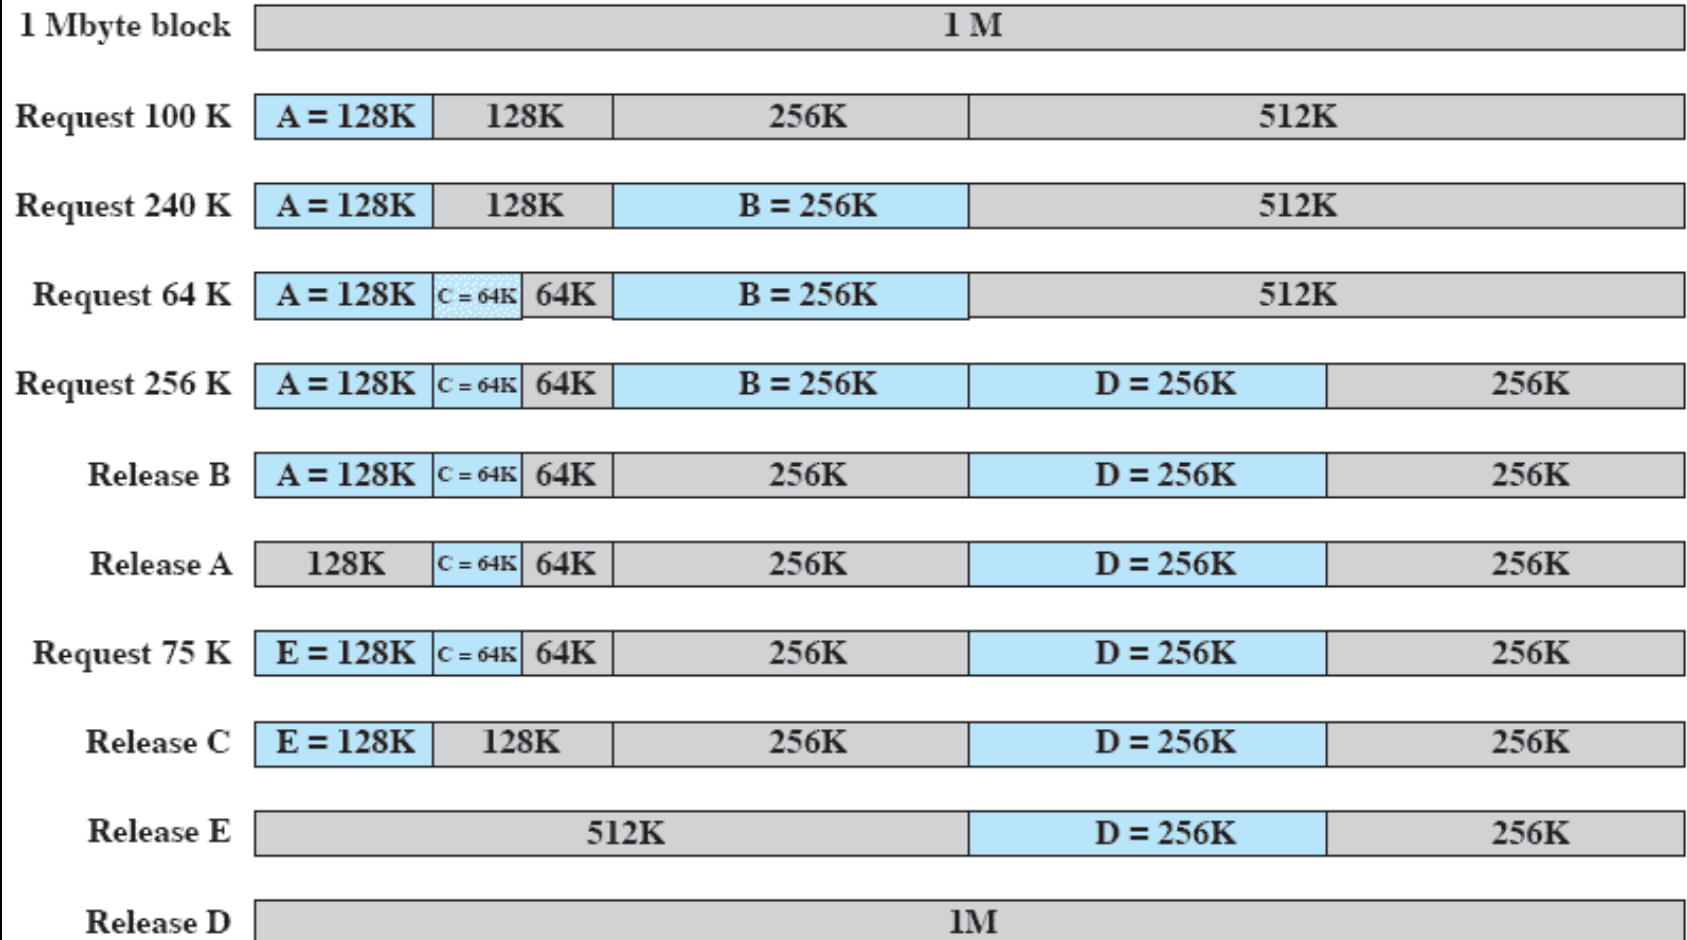 1 Mbyte block 1 M
Request 100 K A = 128K 128K 256K 512K
Request 240 K A = 128K 128K B = 256K 512K
Request 64 K A = 128K C = 64K 64K B = 256K 512K
Request 256 K A = 128K C = 64K 64K B = 256K D = 256K 256K
Release B A = 128K C = 64K 64K 256K D = 256K 256K
Release A 128K C = 64K 64K 256K D = 256K 256K
Request 75 K E = 128K C = 64K 64K 256K D = 256K 256K
Release C E = 128K 128K 256K D = 256K 256K
Release E 512K D = 256K 256K
Release D 1M